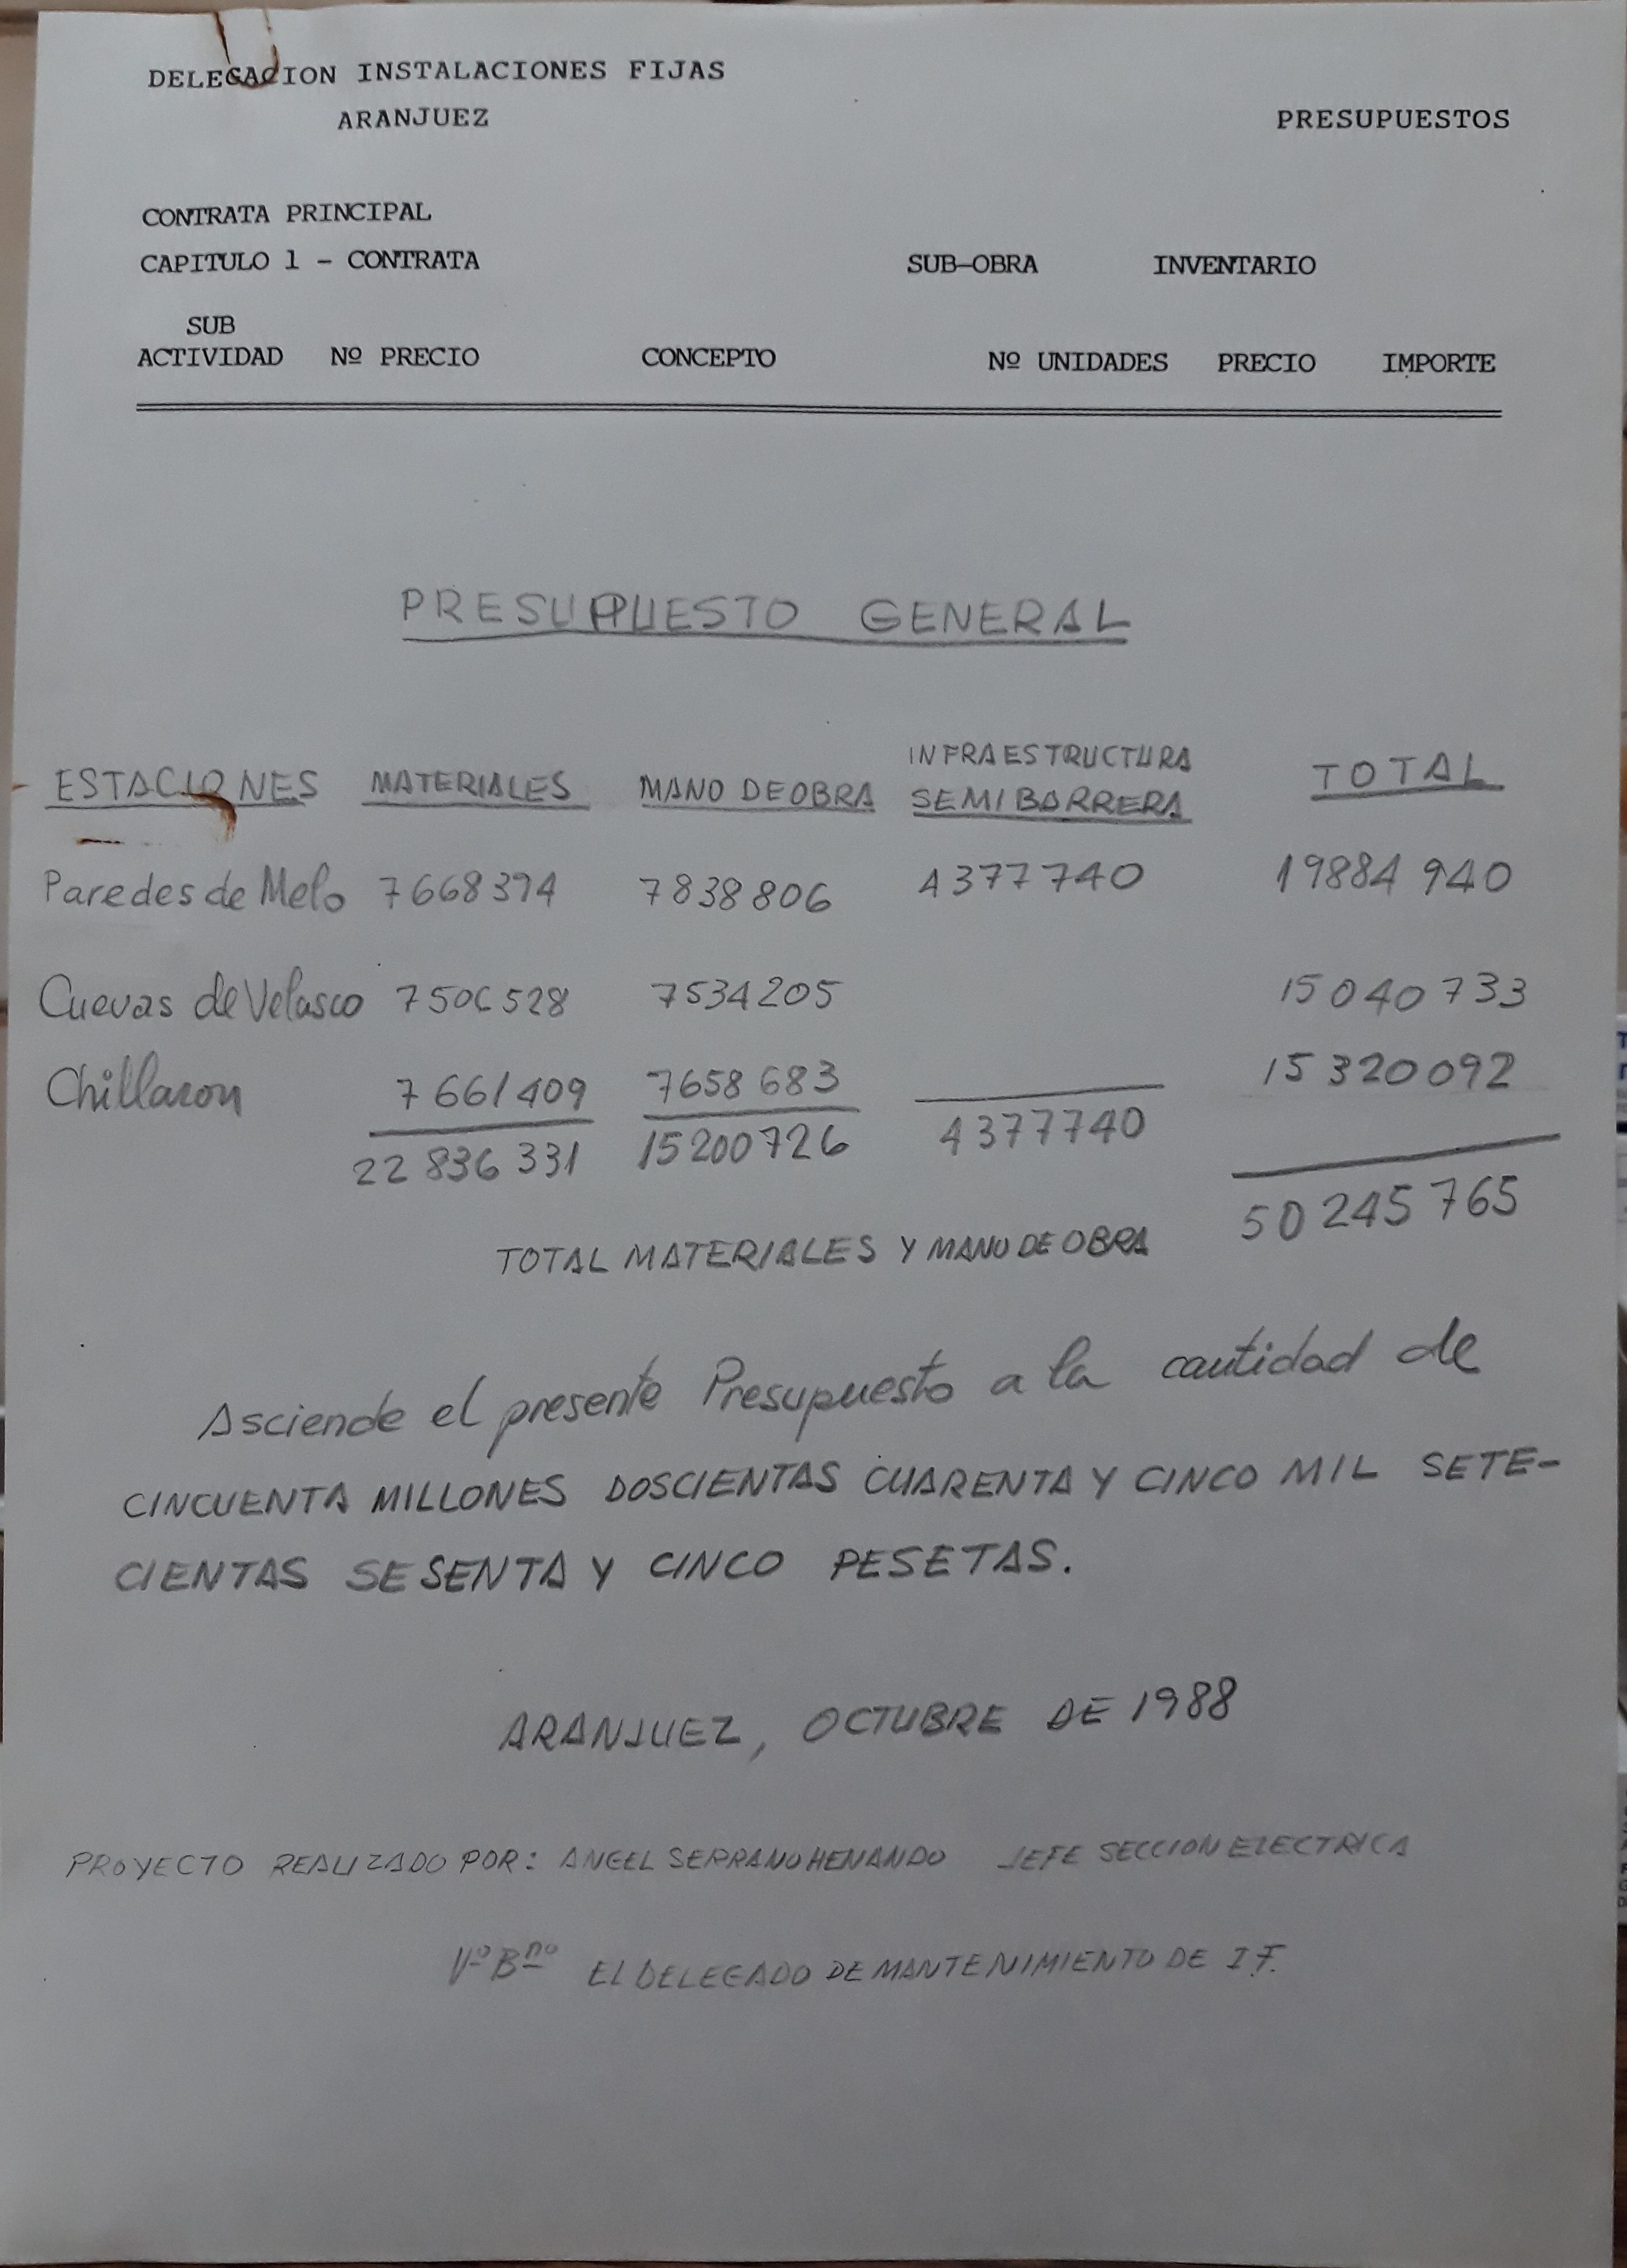 DELEGACION INSTALACIONES FIJAS
ARANJUEZ PRESUPUESTOS
CONTRATA PRINCIPAL
CAPITULO 1 - CONTRATA SUB-OBRA INVENTARIO
SUB
ACTIVIDAD Nº PRECIO CONCEPTO Nº UNIDADES PRECIO IMPORTE
PRESUPUESTO GENERAL
INFRAESTRUCTURA
ESTACIONES MATERIALES MANO DE OBRA SEMIBARRERA TOTAL
Paredes de Melo 7668394 7838806 4377740 19884940
Cuevas de Velasco 7506528 7534205 15040733
Chillaron 7661409 7658683 15320092
22836331 15200726 4377740
50245765
TOTAL MATERIALES Y MANO DE OBRA
Asciende el presente Presupuesto a la cantidad de
CINCUENTA MILLONES DOSCIENTAS CUARENTA Y CINCO MIL SETE-
CIENTAS SESENTA Y CINCO PESETAS.
ARANJUEZ, OCTUBRE DE 1988
PROYECTO REALIZADO POR: ANGEL SERRANO HENANDO JEFE SECCION ELECTRICA
Vº Bnº EL DELEGADO DE MANTENIMIENTO DE I.F.